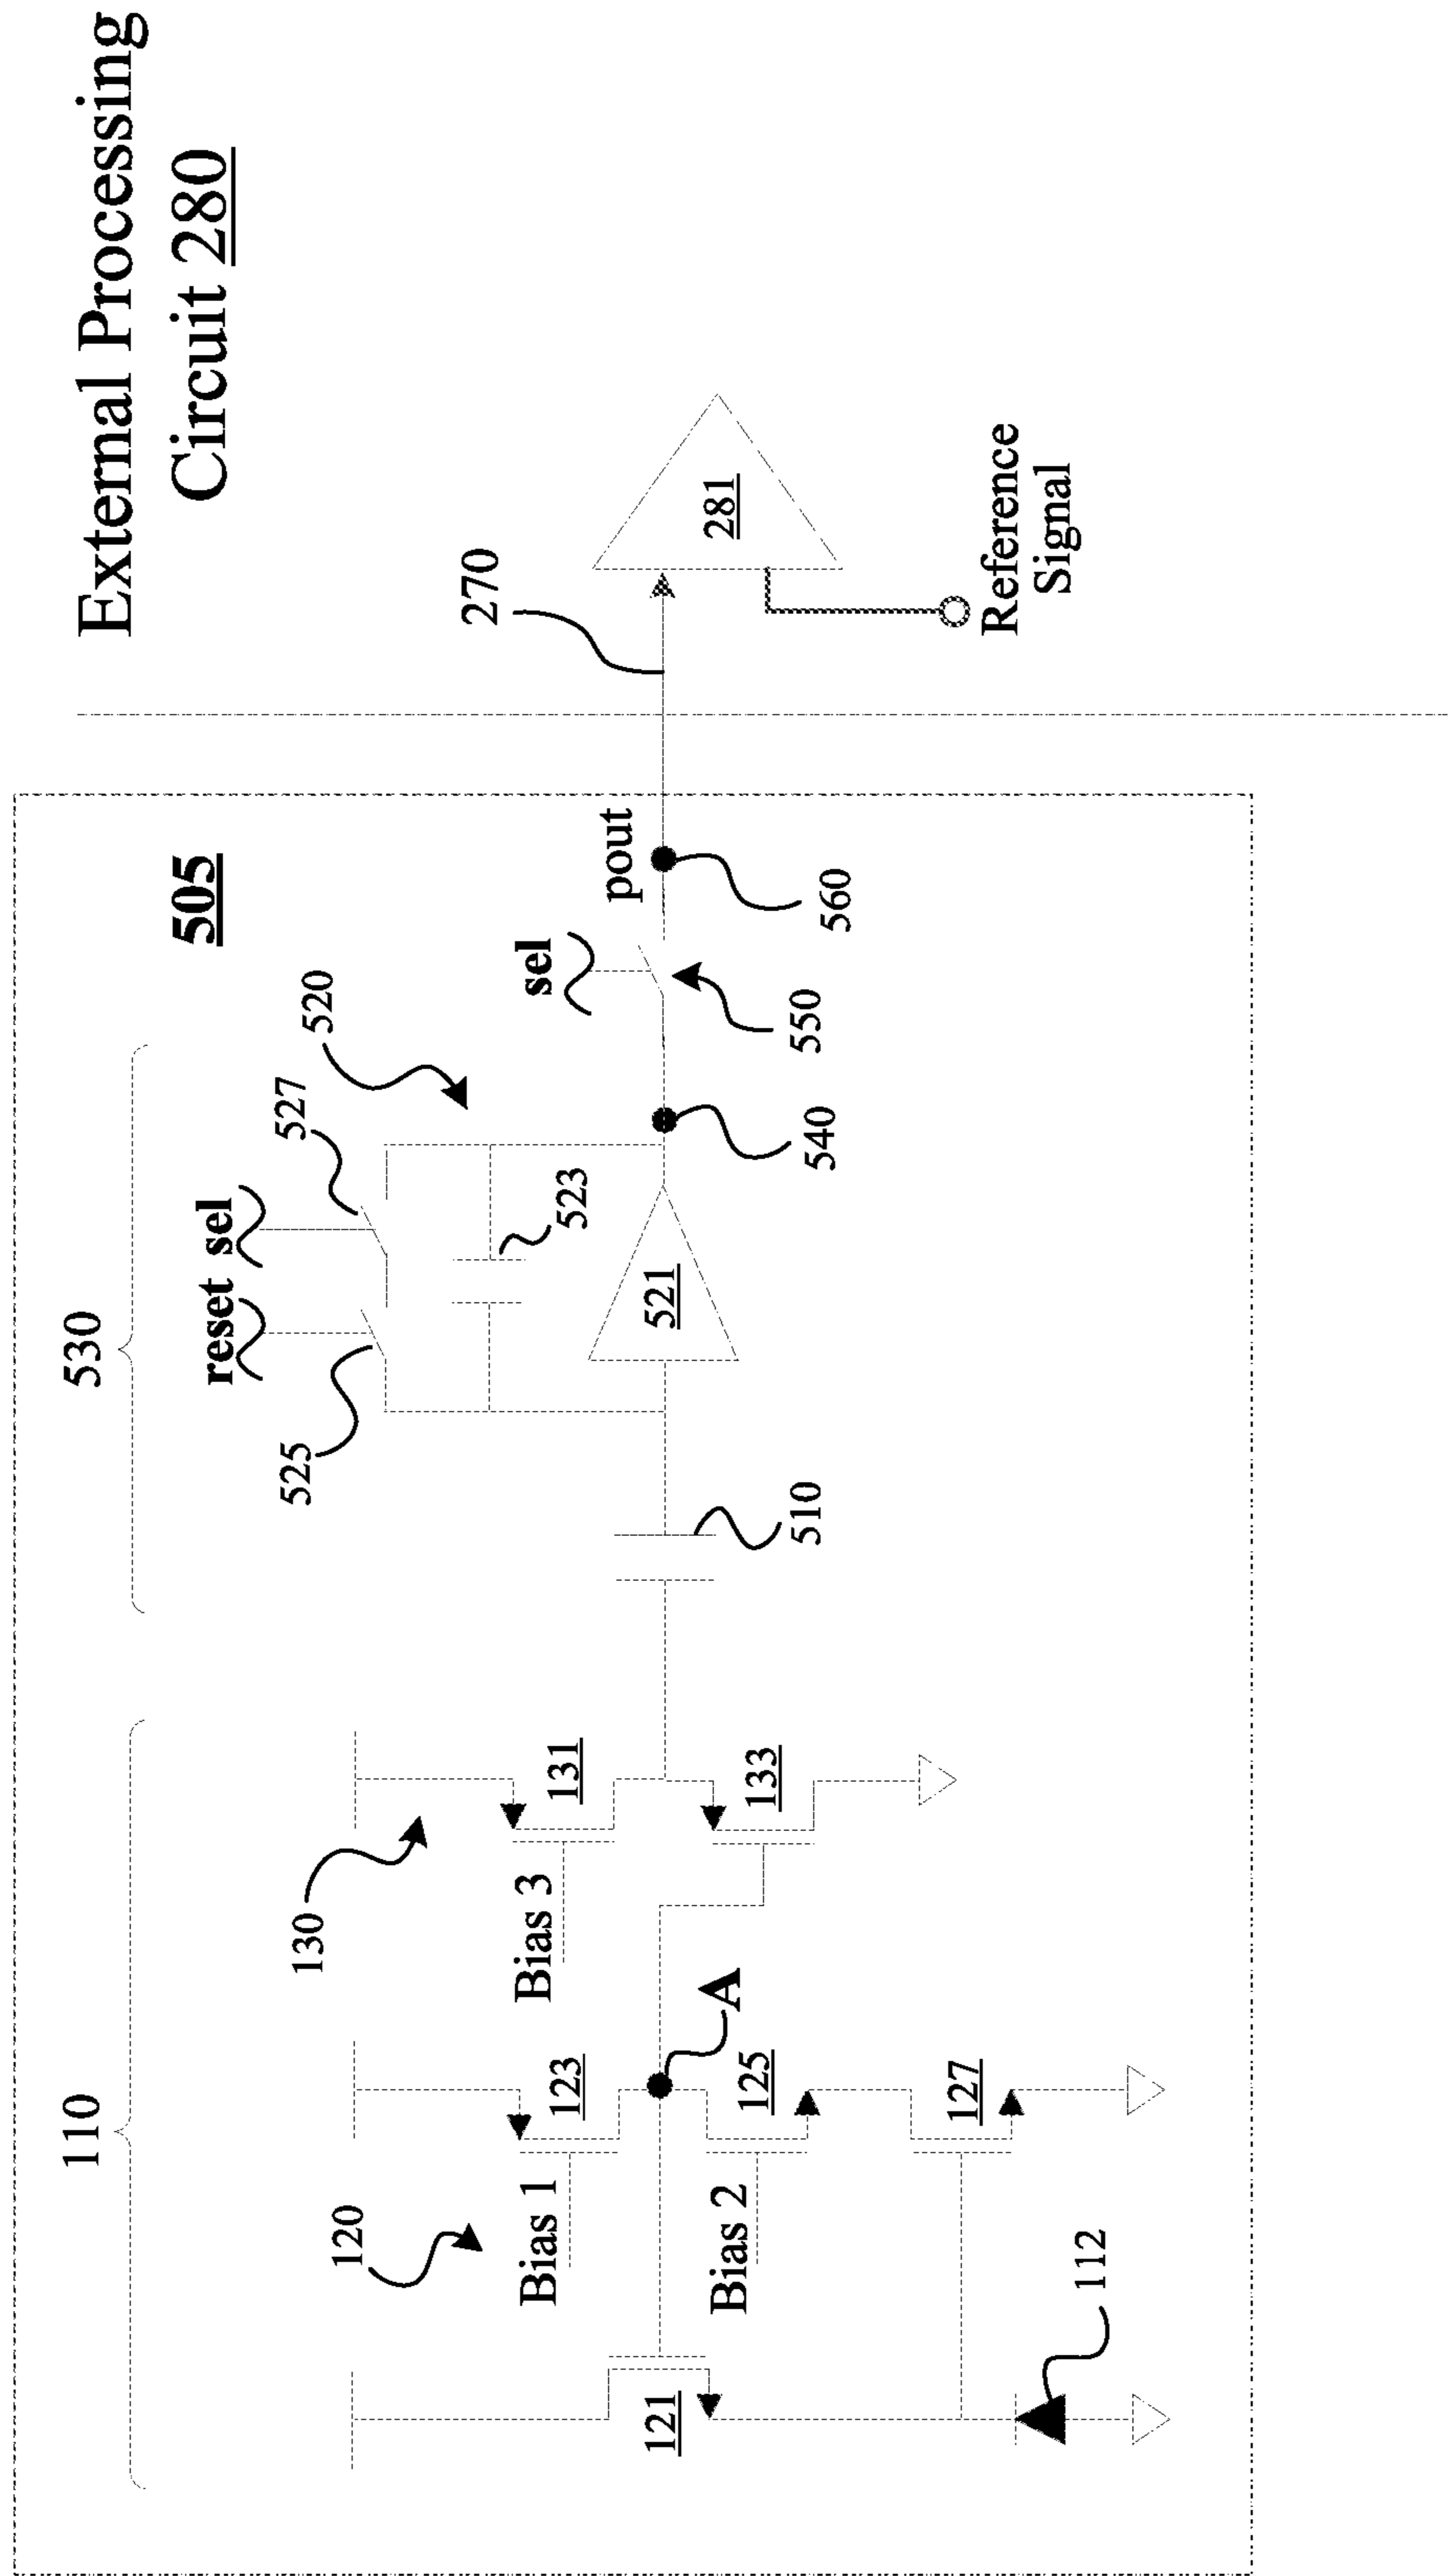 External Processing
Circuit 280
110
530
505
reset
sel
520
527
525
523
sel
pout
270
130
120
Bias 1
123
Bias 3
131
521
281
550
560
540
510
121
A
Bias 2
125
133
127
112
Reference
Signal